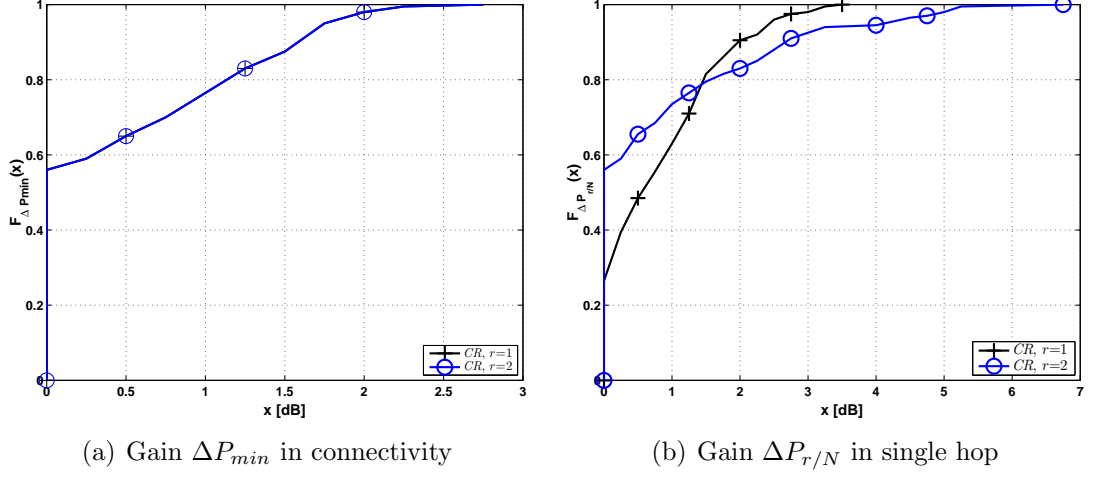 1
0.8
0.6
0.4
0.2
0
F_{Δ Pmin}(x)
0 0.5 1 1.5 2 2.5 3
x [dB]
CR, r=1
CR, r=2
(a) Gain ΔP_{min} in connectivity
1
0.8
0.6
0.4
0.2
0
F_{Δ P_{r/N}}(x)
0 1 2 3 4 5 6 7
x [dB]
CR, r=1
CR, r=2
(b) Gain ΔP_{r/N} in single hop